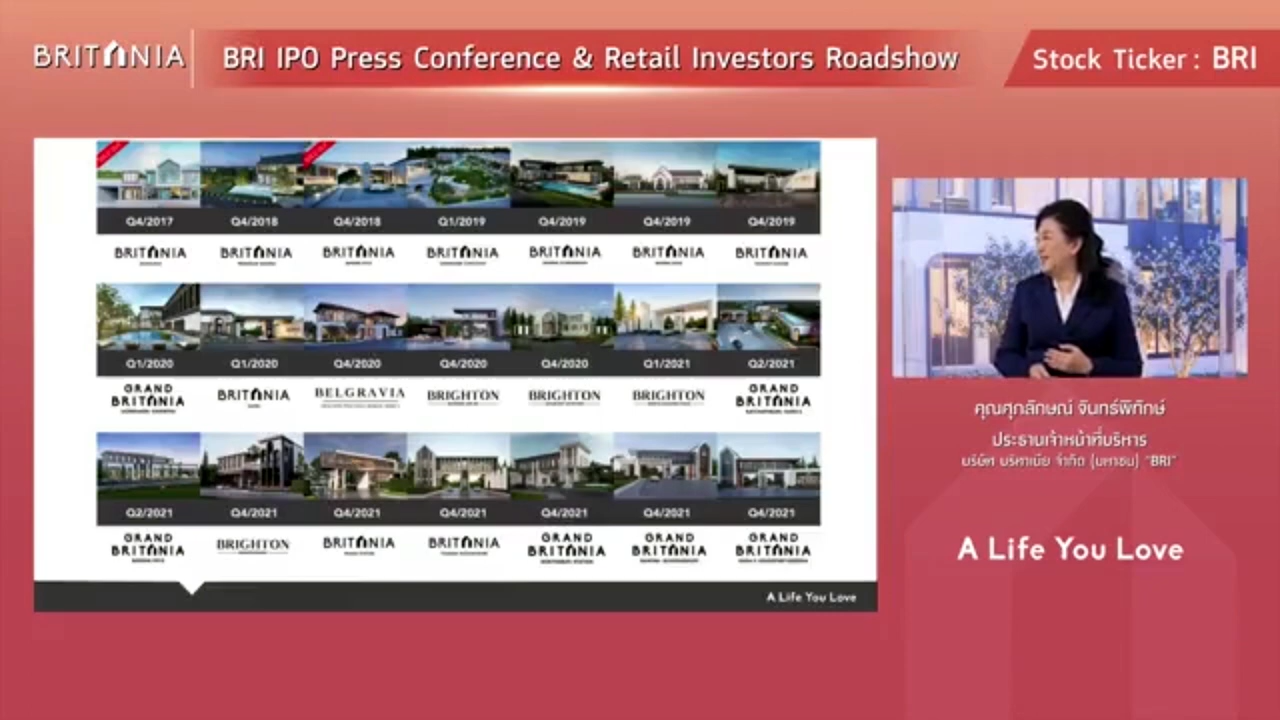 BRITANIA
BRI IPO Press Conference & Retail Investors Roadshow
Stock Ticker : BRI
Q4/2017 Q4/2018 Q4/2018 Q1/2019 Q4/2019 Q4/2019 Q4/2019
BRITANIA BRITANIA BRITANIA BRITANIA BRITANIA BRITANIA BRITANIA
Q1/2020 Q1/2020 Q4/2020 Q4/2020 Q4/2020 Q1/2021 Q2/2021
GRAND BRITANIA BRITANIA BELGRAVIA BRIGHTON BRIGHTON BRIGHTON GRAND BRITANIA
Q2/2021 Q4/2021 Q4/2021 Q4/2021 Q4/2021 Q4/2021 Q4/2021
GRAND BRITANIA BRIGHTON BRITANIA BRITANIA GRAND BRITANIA GRAND BRITANIA GRAND BRITANIA
A Life You Love
คุณศุภลักษณ์ จันทร์พิทักษ์
ประธานเจ้าหน้าที่บริหาร
บริษัท บริทาเนีย จำกัด (มหาชน) "BRI"
A Life You Love